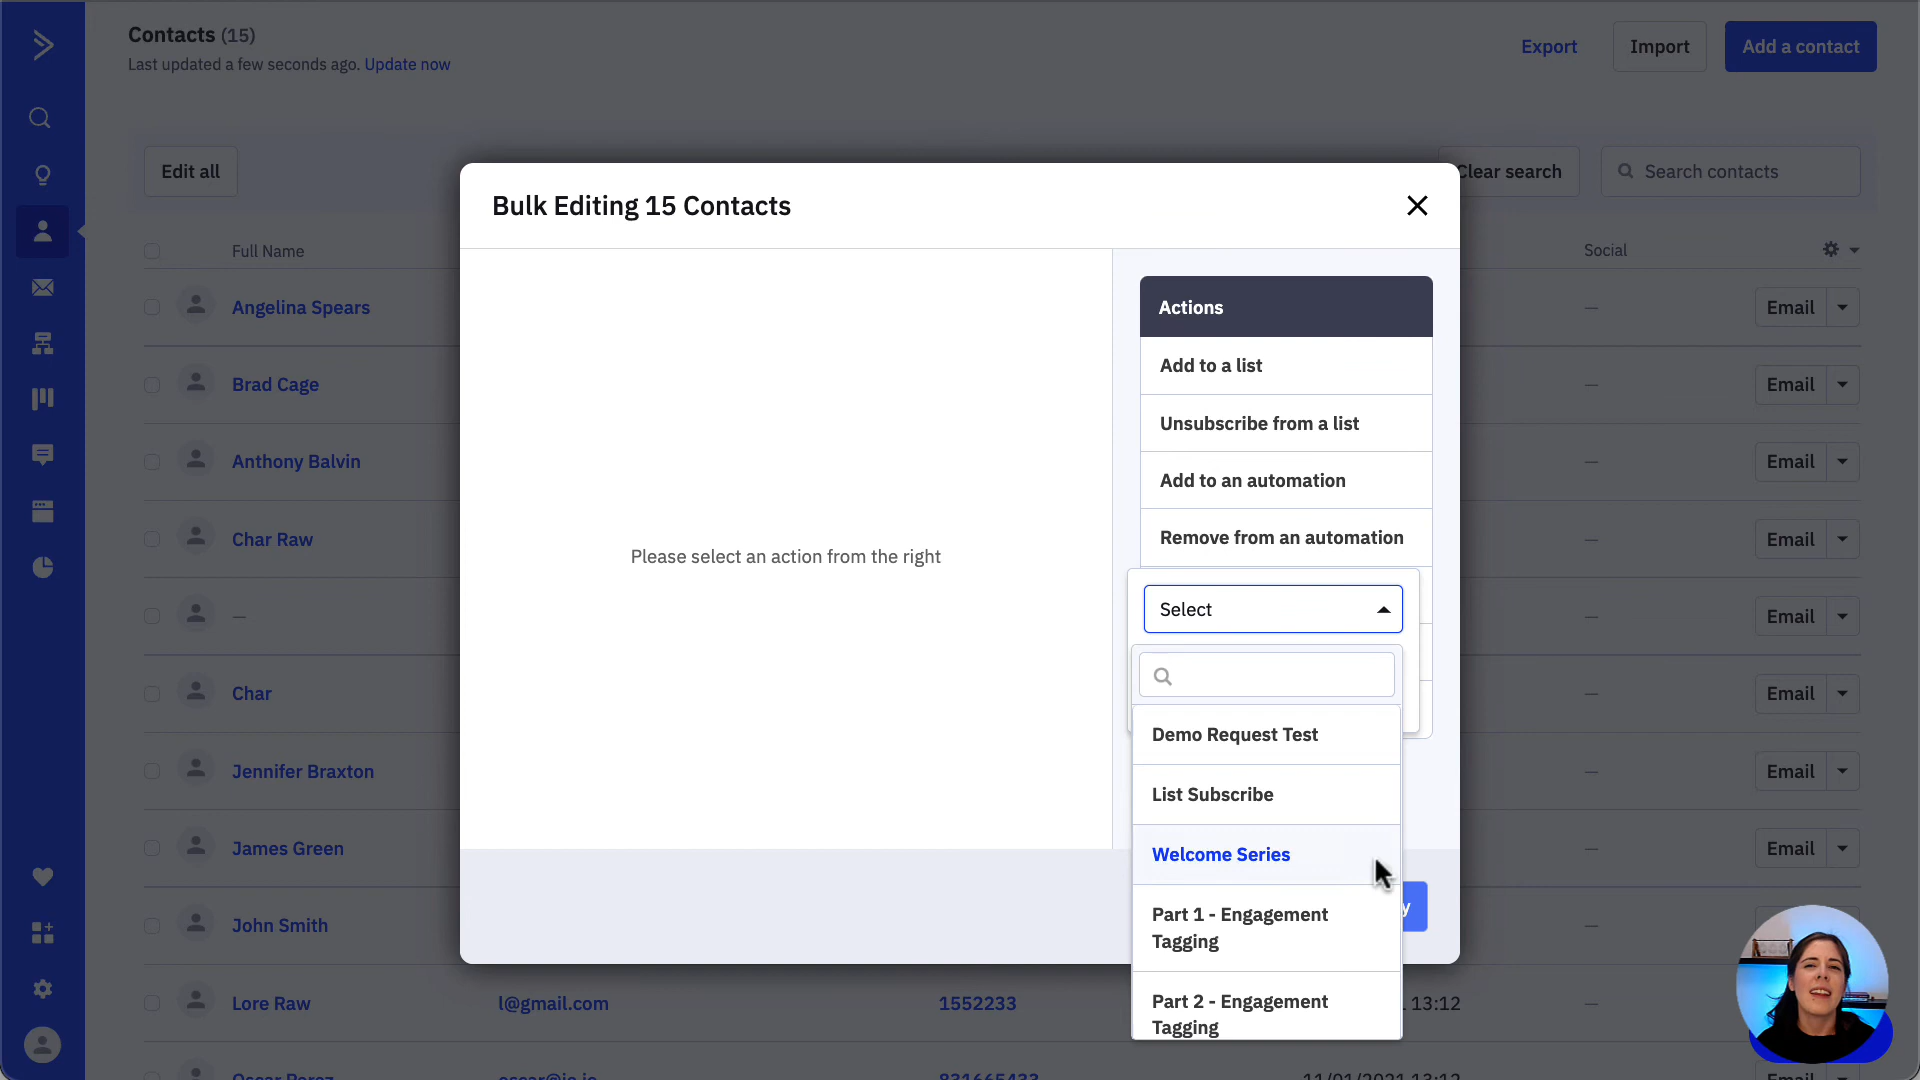 Contacts (15)
Last updated a few seconds ago. Update now
Export
Import
Add a contact
Edit all
Clear search
Search contacts
Bulk Editing 15 Contacts
Full Name
Social
Angelina Spears
Email
Brad Cage
Email
Anthony Balvin
Email
Char Raw
Email
—
Email
Char
Email
Jennifer Braxton
Email
James Green
Email
John Smith
Lore Raw
l@gmail.com
1552233
13:12
Please select an action from the right
Actions
Add to a list
Unsubscribe from a list
Add to an automation
Remove from an automation
Select
Demo Request Test
List Subscribe
Welcome Series
Part 1 - Engagement
Tagging
Part 2 - Engagement
Tagging